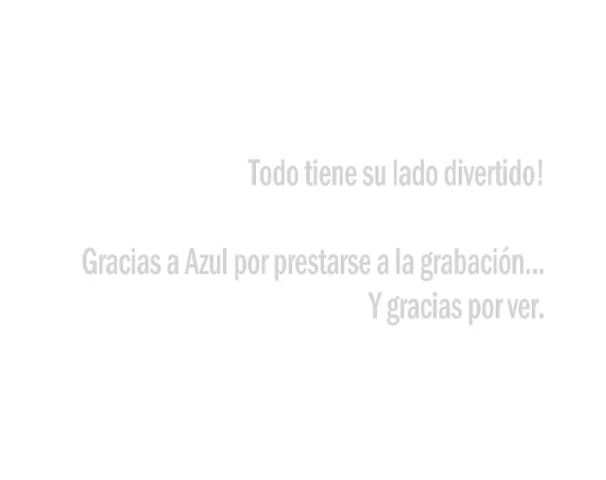 Todo tiene su lado divertido!
Gracias a Azul por prestarse a la grabación...
Y gracias por ver.